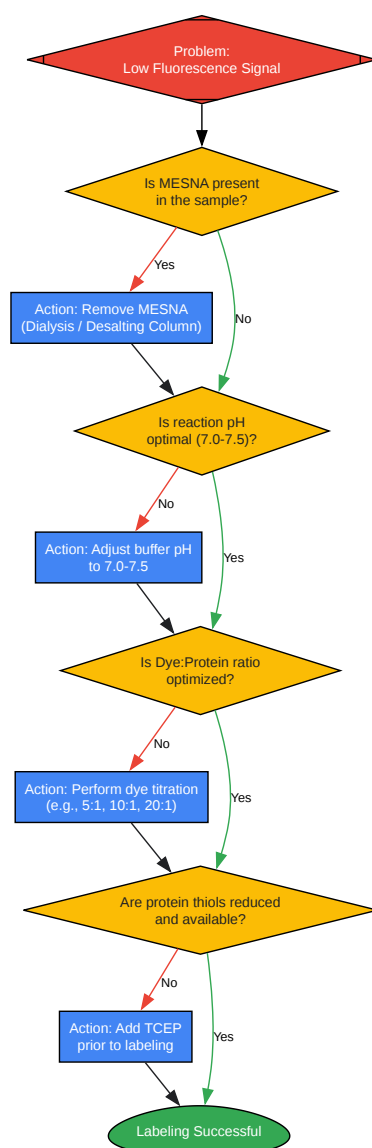 Problem:
Low Fluorescence Signal
Is MESNA present
in the sample?
Yes
Action: Remove MESNA
(Dialysis / Desalting Column)
No
Is reaction pH
optimal (7.0-7.5)?
No
Action: Adjust buffer pH
to 7.0-7.5
Yes
Is Dye:Protein ratio
optimized?
No
Action: Perform dye titration
(e.g., 5:1, 10:1, 20:1)
Yes
Are protein thiols reduced
and available?
No
Action: Add TCEP
prior to labeling
Yes
Labeling Successful